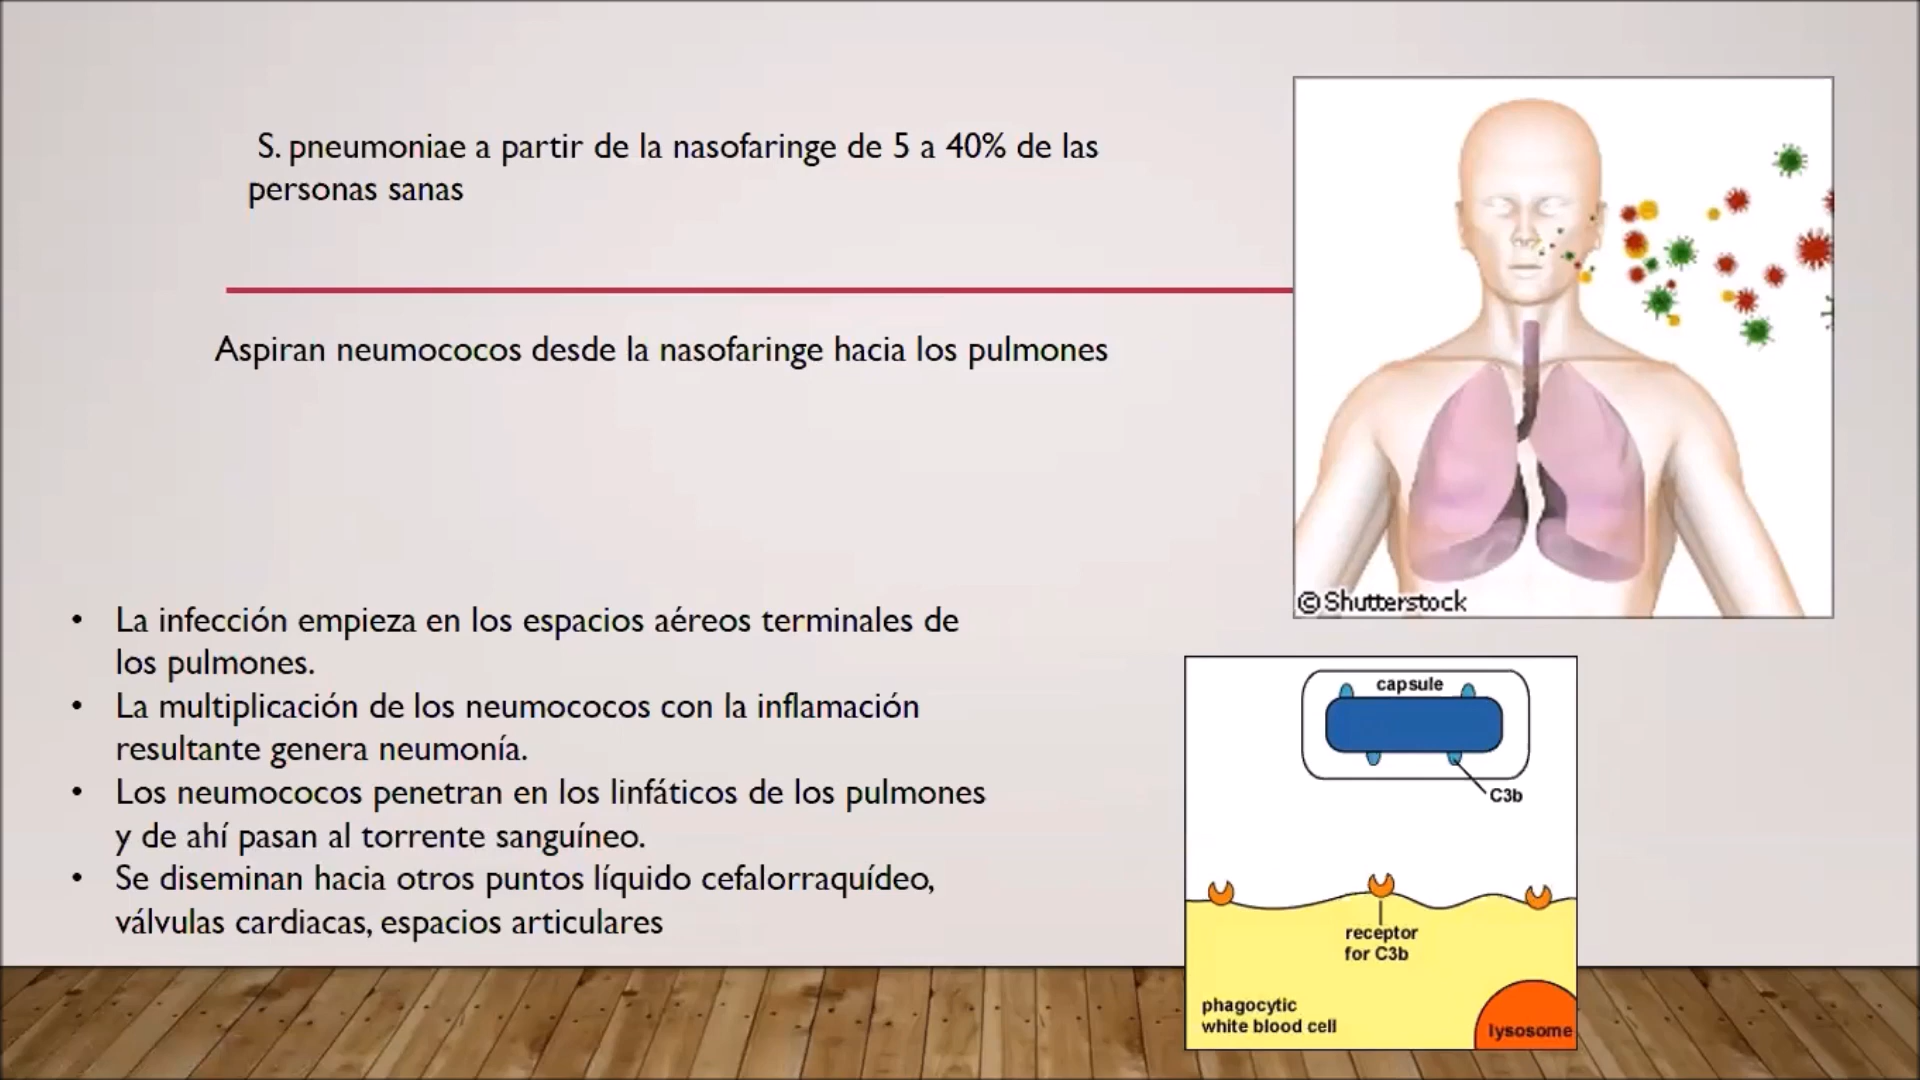 S. pneumoniae a partir de la nasofaringe de 5 a 40% de las
personas sanas
Aspiran neumococos desde la nasofaringe hacia los pulmones
© Shutterstock
• La infección empieza en los espacios aéreos terminales de
los pulmones.
• La multiplicación de los neumococos con la inflamación
resultante genera neumonía.
• Los neumococos penetran en los linfáticos de los pulmones
y de ahí pasan al torrente sanguíneo.
• Se diseminan hacia otros puntos líquido cefalorraquídeo,
válvulas cardiacas, espacios articulares
capsule
C3b
receptor
for C3b
phagocytic
white blood cell
lysosome